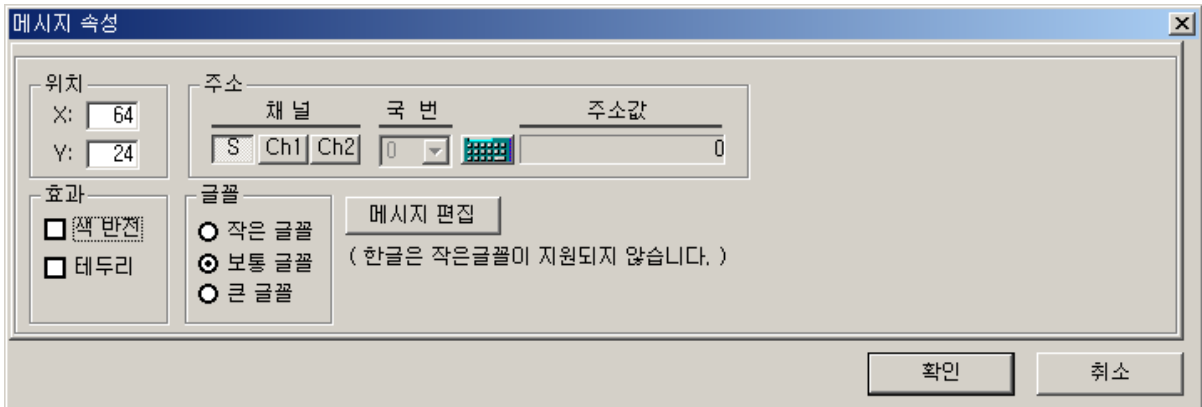 메시지 속성
위치
X: 64
Y: 24
주소
채 널 국 번 주소값
S Ch1 Ch2 0 0
효과
색 반전
테두리
글꼴
작은 글꼴
보통 글꼴
큰 글꼴
메시지 편집
( 한글은 작은글꼴이 지원되지 않습니다. )
확인 취소